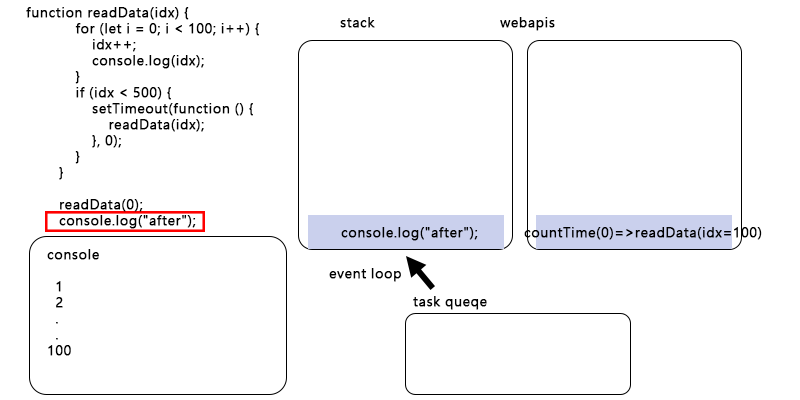 function readData(idx) {
for (let i = 0; i < 100; i++) {
idx++;
console.log(idx);
}
if (idx < 500) {
setTimeout(function () {
readData(idx);
}, 0);
}
}
readData(0);
console.log("after");
console
1
2
.
.
100
stack
console.log("after");
webapis
countTime(0)=>readData(idx=100)
event loop
task queqe